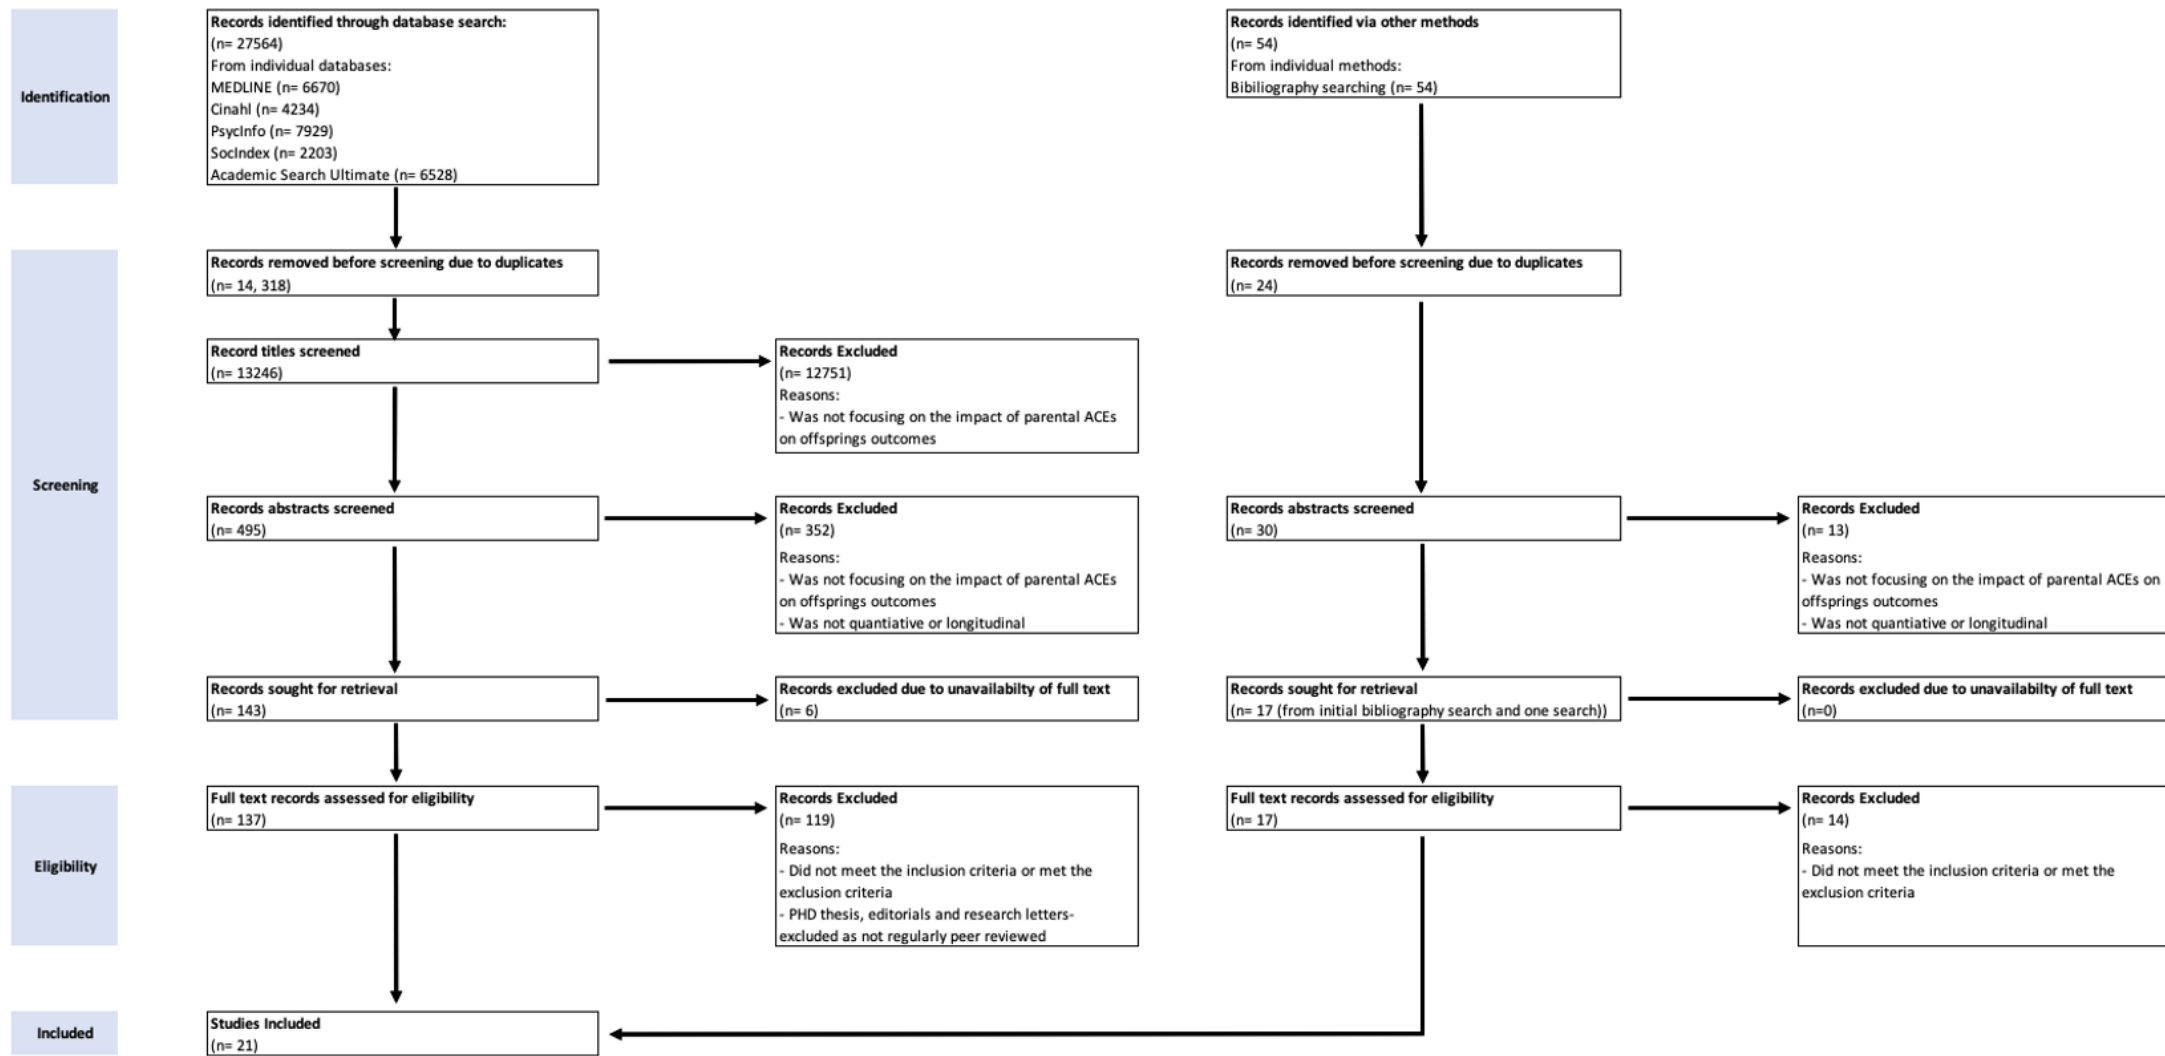 Identification
Records identified through database search:
(n= 27564)
From individual databases:
MEDLINE (n= 6670)
Cinahl (n= 4234)
PsycInfo (n= 7929)
SocIndex (n= 2203)
Academic Search Ultimate (n= 6528)
Records identified via other methods
(n= 54)
From individual methods:
Bibiliography searching (n= 54)
Screening
Records removed before screening due to duplicates
(n= 14, 318)
Records removed before screening due to duplicates
(n= 24)
Record titles screened
(n= 13246)
Records Excluded
(n= 12751)
Reasons:
- Was not focusing on the impact of parental ACEs
on offsprings outcomes
Records abstracts screened
(n= 495)
Records Excluded
(n= 352)
Reasons:
- Was not focusing on the impact of parental ACEs
on offsprings outcomes
- Was not quantiative or longitudinal
Records abstracts screened
(n= 30)
Records Excluded
(n= 13)
Reasons:
- Was not focusing on the impact of parental ACEs on
offsprings outcomes
- Was not quantiative or longitudinal
Records sought for retrieval
(n= 143)
Records excluded due to unavailabilty of full text
(n= 6)
Records sought for retrieval
(n= 17 (from initial bibliography search and one search))
Records excluded due to unavailabilty of full text
(n=0)
Eligibility
Full text records assessed for eligibility
(n= 137)
Records Excluded
(n= 119)
Reasons:
- Did not meet the inclusion criteria or met the
exclusion criteria
- PHD thesis, editorials and research letters-
excluded as not regularly peer reviewed
Full text records assessed for eligibility
(n= 17)
Records Excluded
(n= 14)
Reasons:
- Did not meet the inclusion criteria or met the
exclusion criteria
Included
Studies Included
(n= 21)